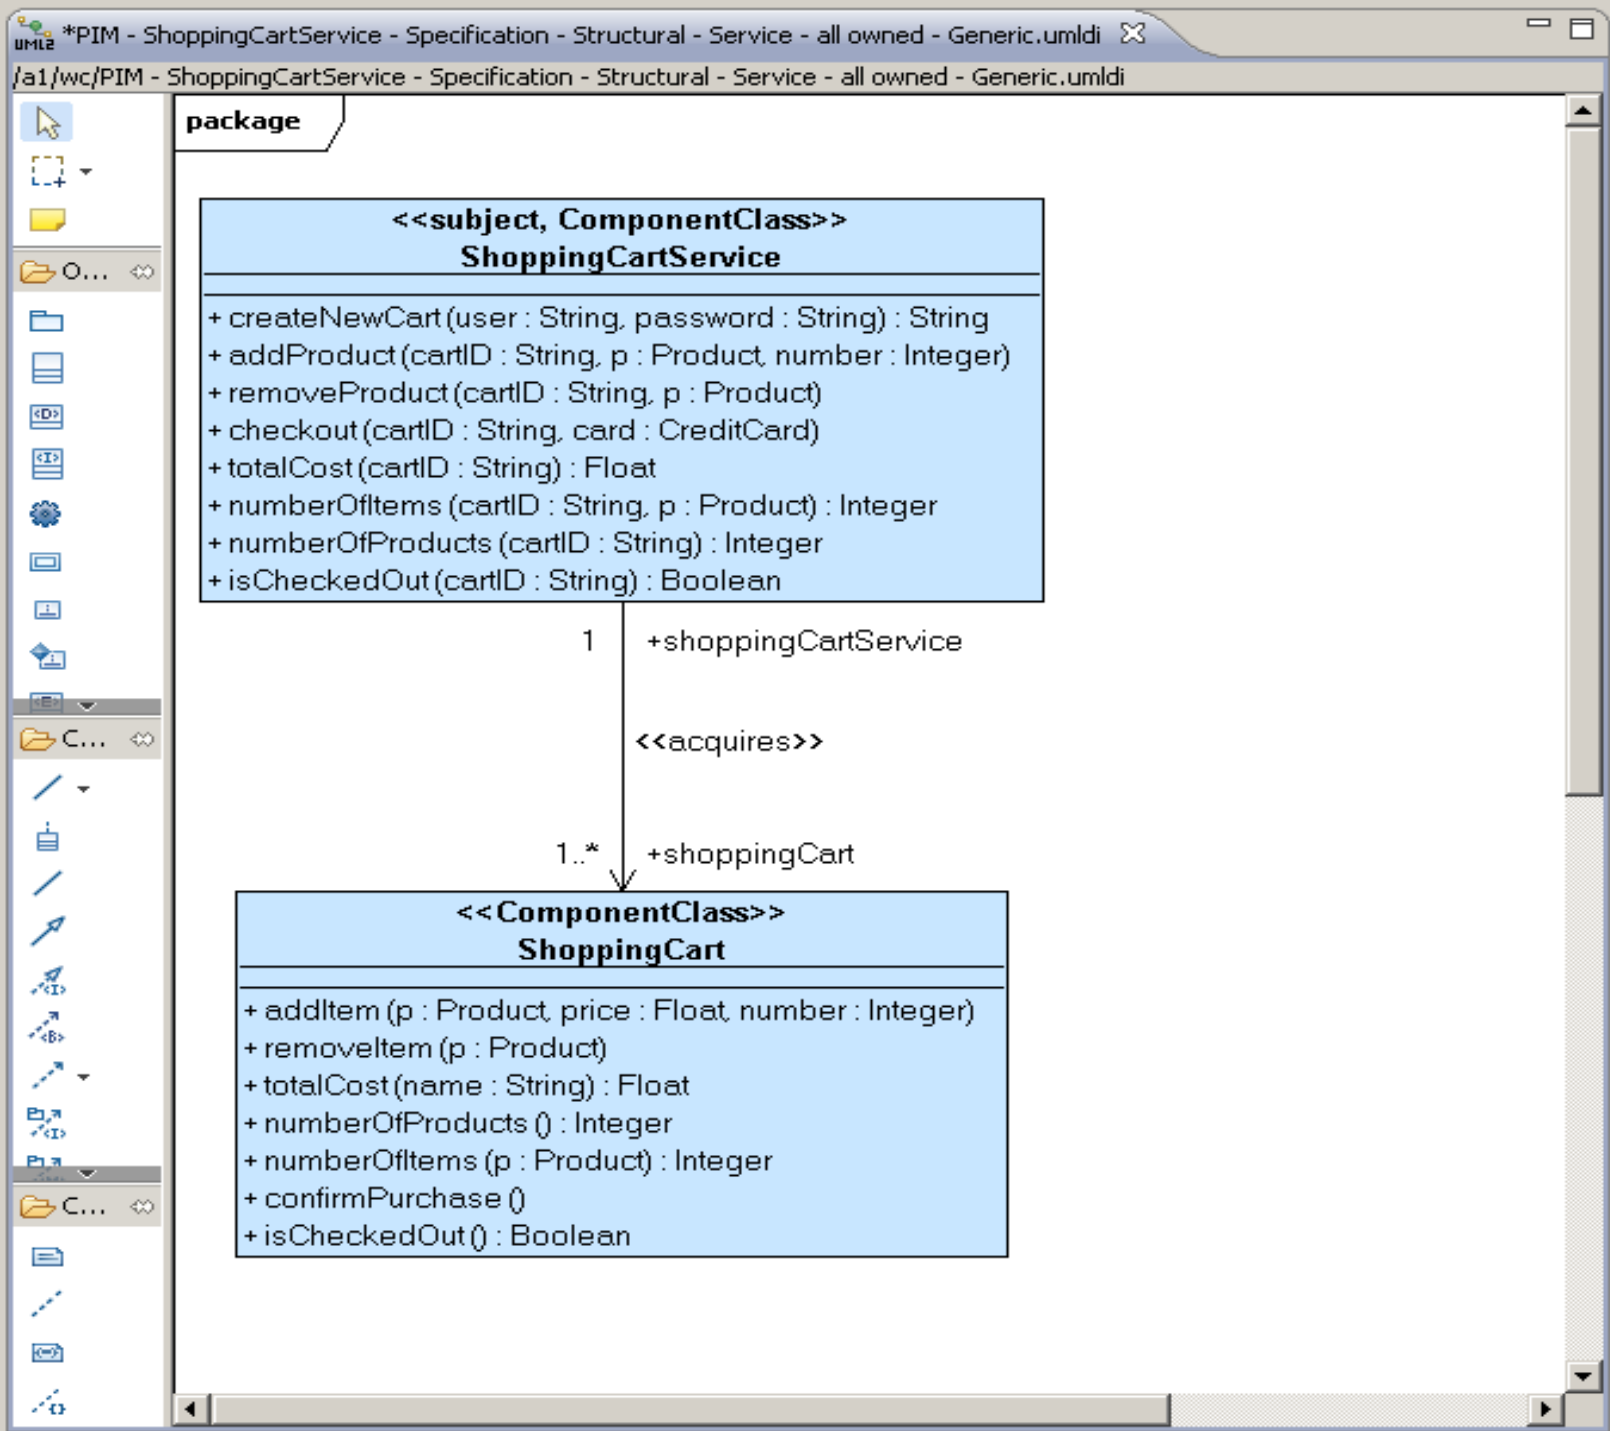 *PIM - ShoppingCartService - Specification - Structural - Service - all owned - Generic.umldi
UML2
/a1/wc/PIM - ShoppingCartService - Specification - Structural - Service - all owned - Generic.umldi
package
<<subject, ComponentClass>>
ShoppingCartService
+ createNewCart (user : String, password : String) : String
+ addProduct (cartID : String, p : Product, number : Integer)
+ removeProduct (cartID : String, p : Product)
+ checkout (cartID : String, card : CreditCard)
+ totalCost (cartID : String) : Float
+ numberOfItems (cartID : String, p : Product) : Integer
+ numberOfProducts (cartID : String) : Integer
+ isCheckedOut (cartID : String) : Boolean
1 +shoppingCartService
<<acquires>>
1..* +shoppingCart
<<ComponentClass>>
ShoppingCart
+ addItem (p : Product, price : Float, number : Integer)
+ removeItem (p : Product)
+ totalCost (name : String) : Float
+ numberOfProducts () : Integer
+ numberOfItems (p : Product) : Integer
+ confirmPurchase ()
+ isCheckedOut () : Boolean
O...
<D>
<I>
<E>
C...
<I>
<B>
<I>
C...